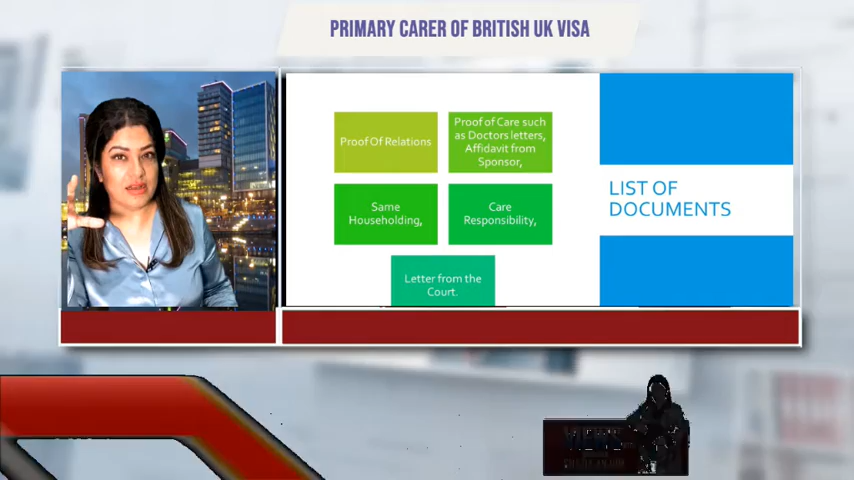 PRIMARY CARER OF BRITISH UK VISA
Proof Of Relations
Proof of Care such
as Doctors letters,
Affidavit from
Sponsor,
Same
Householding,
Care
Responsibility,
Letter from the
Court.
LIST OF
DOCUMENTS